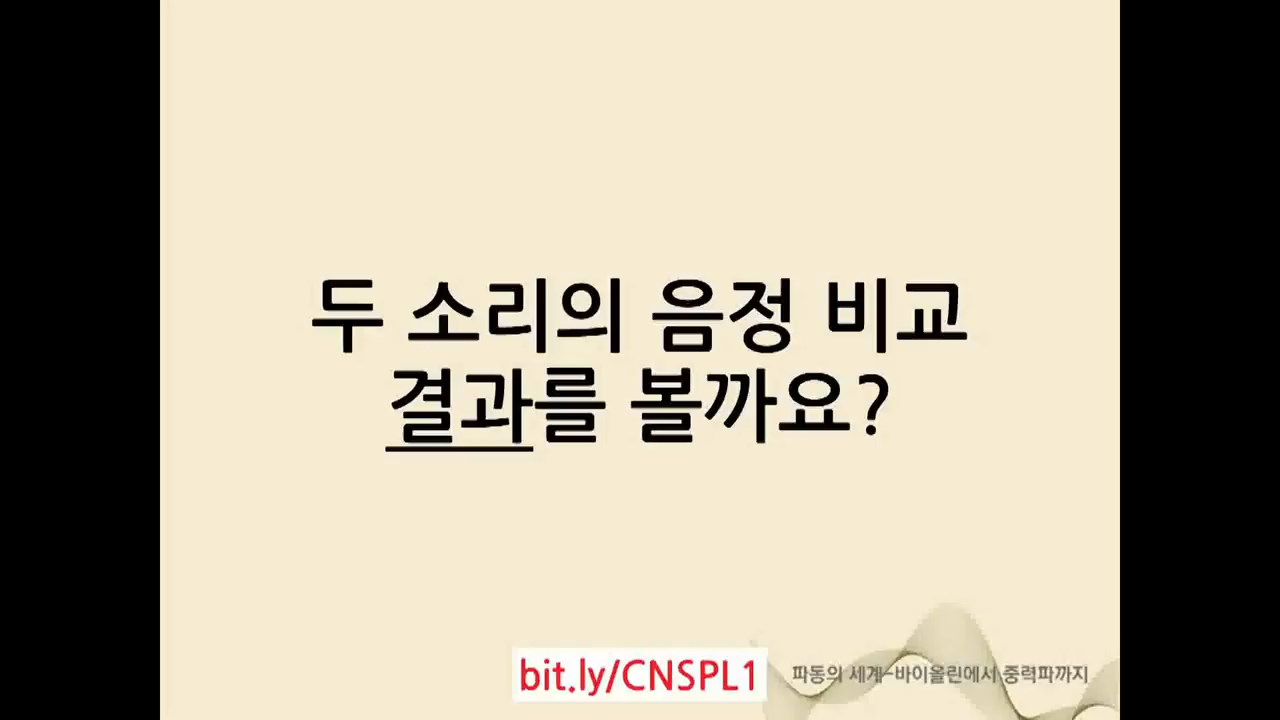 두 소리의 음정 비교
결과를 볼까요?
bit.ly/CNSPL1
파동의 세계-바이올린에서 중력파까지